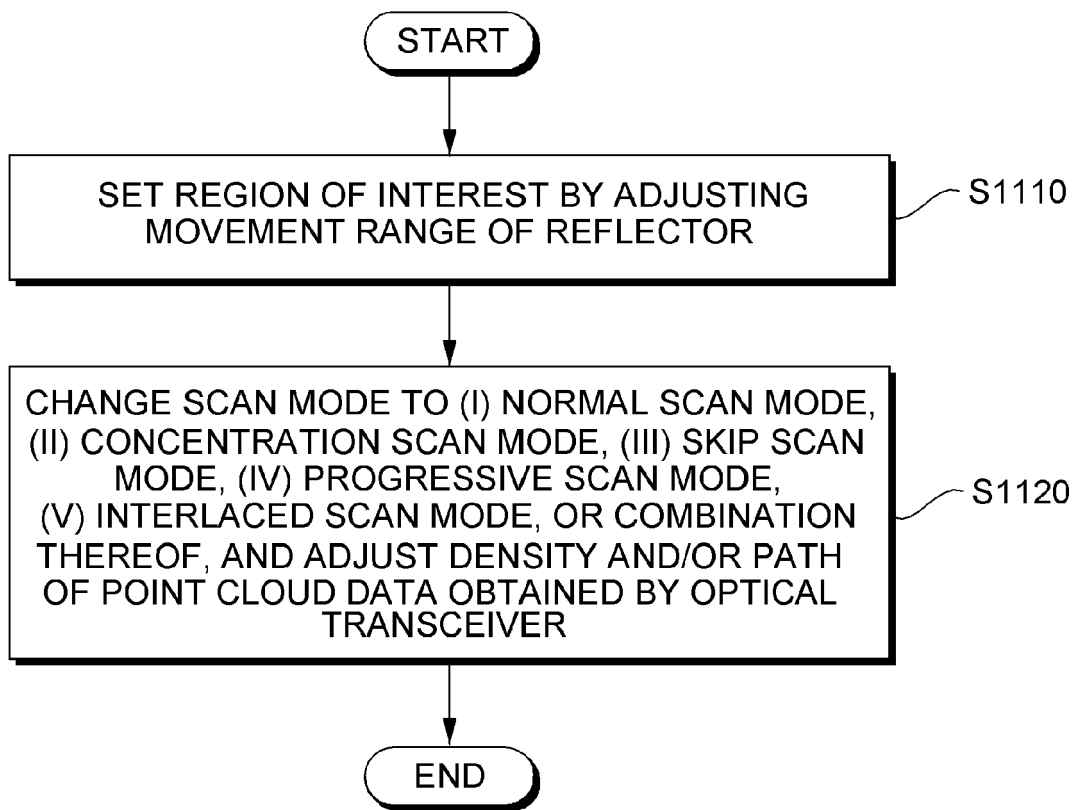 START
SET REGION OF INTEREST BY ADJUSTING
MOVEMENT RANGE OF REFLECTOR
S1110
CHANGE SCAN MODE TO (I) NORMAL SCAN MODE,
(II) CONCENTRATION SCAN MODE, (III) SKIP SCAN
MODE, (IV) PROGRESSIVE SCAN MODE,
(V) INTERLACED SCAN MODE, OR COMBINATION
THEREOF, AND ADJUST DENSITY AND/OR PATH
OF POINT CLOUD DATA OBTAINED BY OPTICAL
TRANSCEIVER
S1120
END